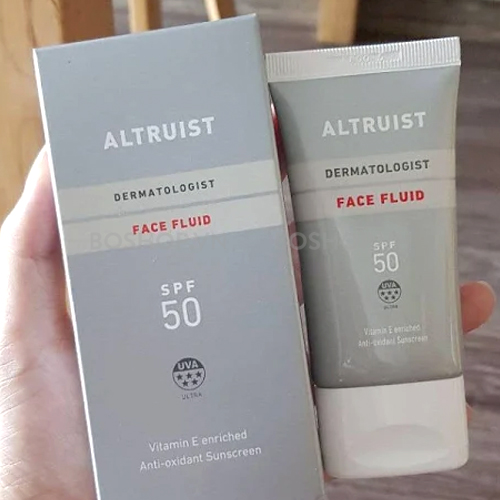 ALTRUIST
DERMATOLOGIST
FACE FLUID
SPF
50
UVA
ULTRA
Vitamin E enriched
Anti-oxidant Sunscreen
ALTRUIST
DERMATOLOGIST
FACE FLUID
SPF
50
UVA
ULTRA
Vitamin E enriched
Anti-oxidant Sunscreen